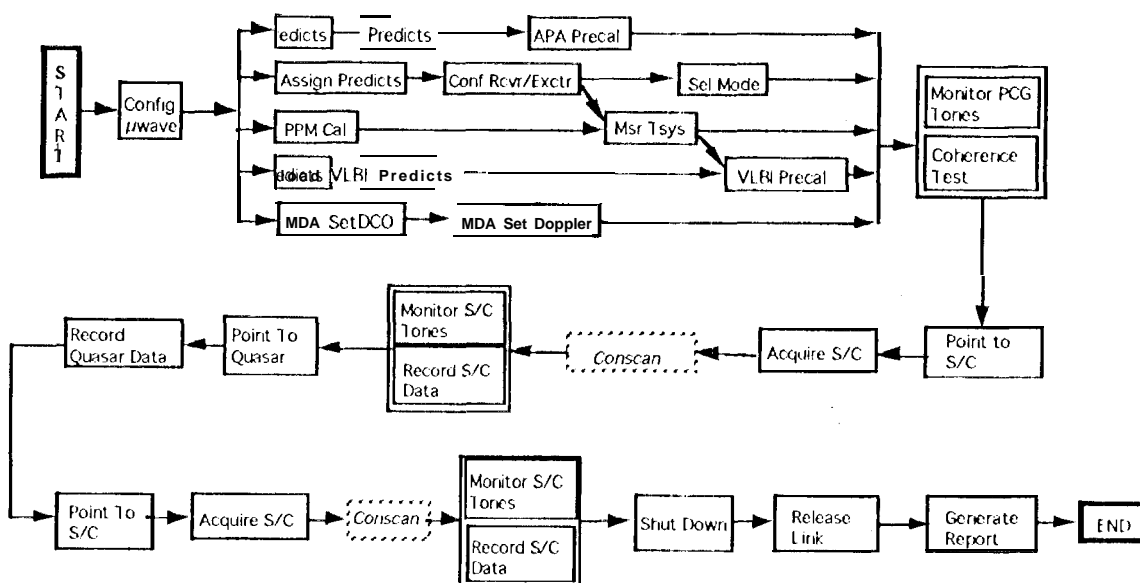 START
Config
μwave
edicts Predicts
APA Precal
Assign Predicts
Conf Rcvr/Exctr
Sel Mode
PPM Cal
Msr Tsys
VLBI Predicts
VLBI Precal
MDA SetDCO
MDA Set Doppler
Monitor PCG
Tones
Coherence
Test
Record
Quasar Data
Point To
Quasar
Monitor S/C
Tones
Record S/C
Data
Conscan
Acquire S/C
Point to
S/C
Point To
S/C
Acquire S/C
Conscan
Monitor S/C
Tones
Record S/C
Data
Shut Down
Release
Link
Generate
Report
END